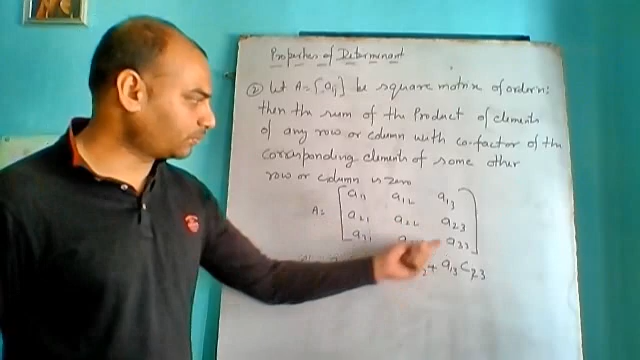 Properties of Determinant
② Let A = [aij] be square matrix of order n;
then the sum of the Product of elements
of any row or column with co-factor of the
corresponding elements of some other
row or column is zero
A = a11 a12 a13
a21 a22 a23
a31 a33
2 + a13 C23